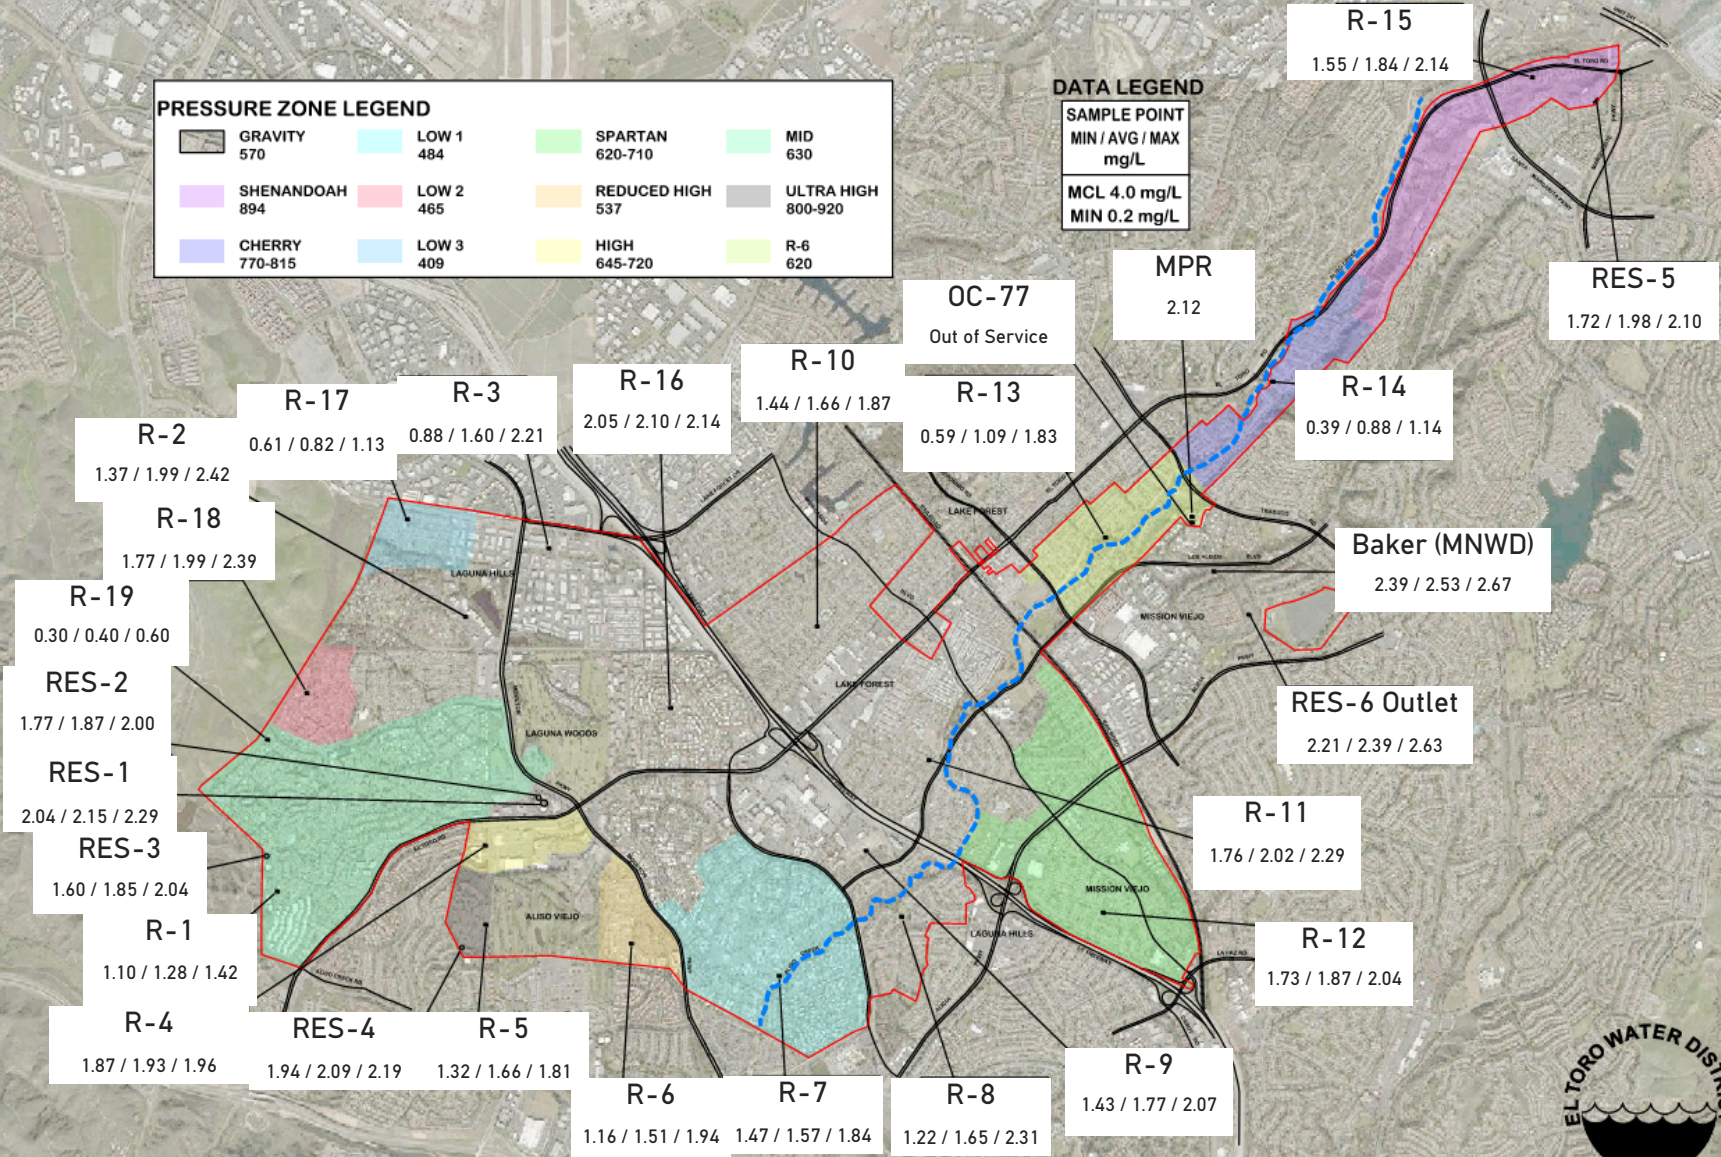 R-15
1.55 / 1.84 / 2.14
PRESSURE ZONE LEGEND
GRAVITY
570
LOW 1
484
SPARTAN
620-710
MID
630
SHENANDOAH
894
LOW 2
465
REDUCED HIGH
537
ULTRA HIGH
800-920
CHERRY
770-815
LOW 3
409
HIGH
645-720
R-6
620
DATA LEGEND
SAMPLE POINT
MIN / AVG / MAX
mg/L
MCL 4.0 mg/L
MIN 0.2 mg/L
EL TORO RD
SANTA MARGARITA PKWY
MPR
2.12
OC-77
Out of Service
RES-5
1.72 / 1.98 / 2.10
R-10
1.44 / 1.66 / 1.87
R-16
2.05 / 2.10 / 2.14
R-3
0.88 / 1.60 / 2.21
R-17
0.61 / 0.82 / 1.13
R-13
0.59 / 1.09 / 1.83
R-14
0.39 / 0.88 / 1.14
R-2
1.37 / 1.99 / 2.42
R-18
1.77 / 1.99 / 2.39
LAKE FOREST
LAGUNA HILLS
Baker (MNWD)
2.39 / 2.53 / 2.67
R-19
0.30 / 0.40 / 0.60
MISSION VIEJO
RES-2
1.77 / 1.87 / 2.00
LAKE FOREST
RES-6 Outlet
2.21 / 2.39 / 2.63
LAGUNA WOODS
RES-1
2.04 / 2.15 / 2.29
R-11
1.76 / 2.02 / 2.29
RES-3
1.60 / 1.85 / 2.04
MISSION VIEJO
ALISO VIEJO
LAGUNA HILLS
R-1
1.10 / 1.28 / 1.42
R-12
1.73 / 1.87 / 2.04
LA PAZ RD
ALISO CREEK RD
R-4
1.87 / 1.93 / 1.96
RES-4
1.94 / 2.09 / 2.19
R-5
1.32 / 1.66 / 1.81
R-6
1.16 / 1.51 / 1.94
R-7
1.47 / 1.57 / 1.84
R-8
1.22 / 1.65 / 2.31
R-9
1.43 / 1.77 / 2.07
EL TORO WATER DISTRICT